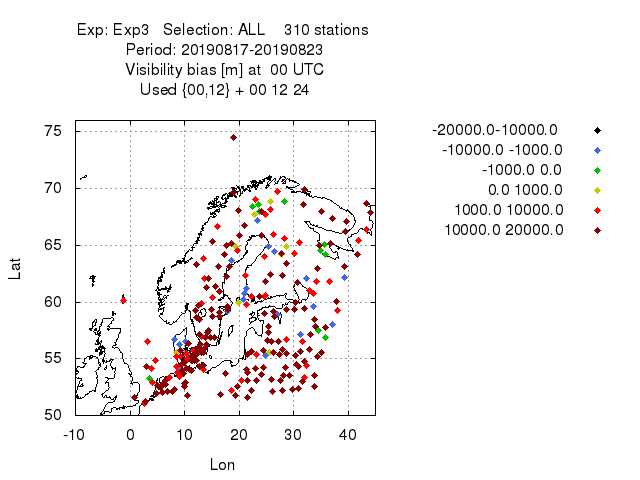 Exp: Exp3 Selection: ALL 310 stations
Period: 20190817-20190823
Visibility bias [m] at 00 UTC
Used {00,12} + 00 12 24
-20000.0-10000.0
-10000.0 -1000.0
-1000.0 0.0
0.0 1000.0
1000.0 10000.0
10000.0 20000.0
75
70
65
60
55
50
Lat
-10 0 10 20 30 40
Lon